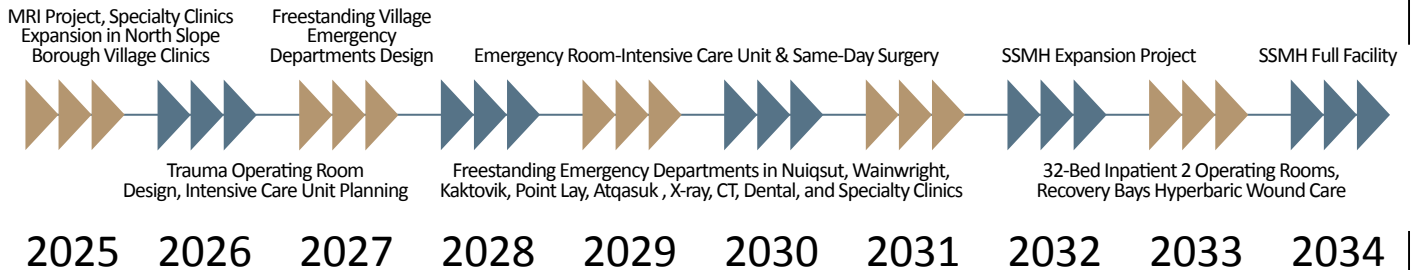 MRI Project, Specialty Clinics
Expansion in North Slope
Borough Village Clinics
Freestanding Village
Emergency
Departments Design
Emergency Room-Intensive Care Unit & Same-Day Surgery
SSMH Expansion Project
SSMH Full Facility
Trauma Operating Room
Design, Intensive Care Unit Planning
Freestanding Emergency Departments in Nuiqsut, Wainwright,
Kaktovik, Point Lay, Atqasuk , X-ray, CT, Dental, and Specialty Clinics
32-Bed Inpatient 2 Operating Rooms,
Recovery Bays Hyperbaric Wound Care
2025 2026 2027 2028 2029 2030 2031 2032 2033 2034